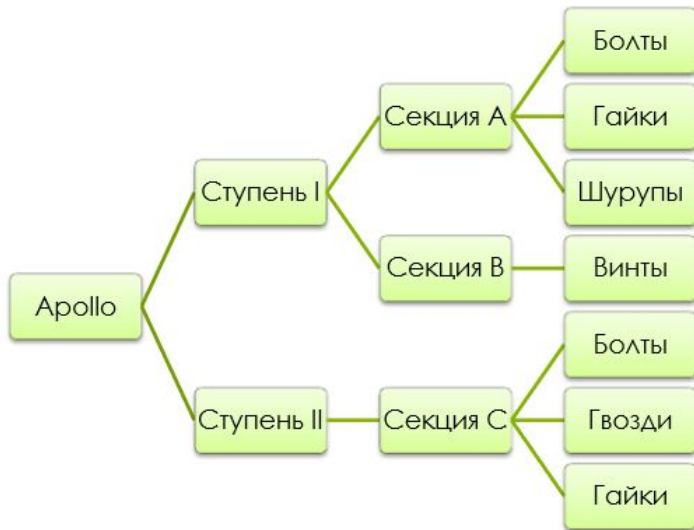 Apollo
Ступень I
Секция A
Болты
Гайки
Шурупы
Секция B
Винты
Ступень II
Секция C
Болты
Гвозди
Гайки